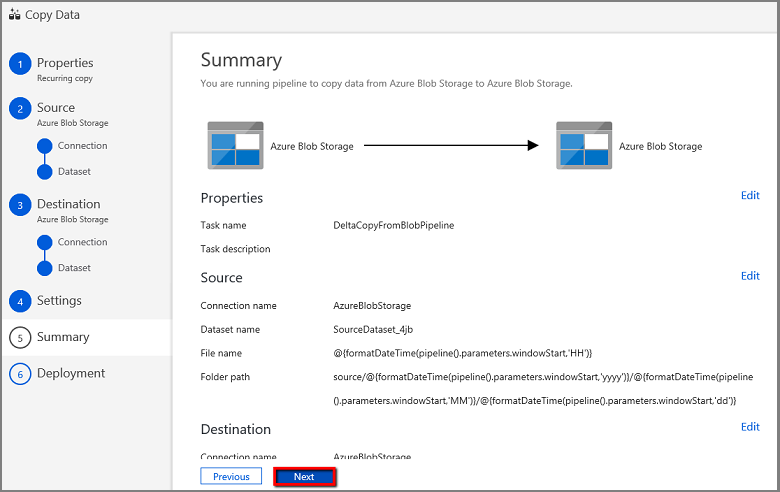 Copy Data
1
Properties
Recurring copy
2
Source
Azure Blob Storage
Connection
Dataset
3
Destination
Azure Blob Storage
Connection
Dataset
4
Settings
5
Summary
6
Deployment
Summary
You are running pipeline to copy data from Azure Blob Storage to Azure Blob Storage.
Azure Blob Storage
Azure Blob Storage
Properties
Edit
Task name
DeltaCopyFromBlobPipeline
Task description
Source
Edit
Connection name
AzureBlobStorage
Dataset name
SourceDataset_4jb
File name
@{formatDateTime(pipeline().parameters.windowStart,'HH')}
Folder path
source/@{formatDateTime(pipeline().parameters.windowStart,'yyyy')}/@{formatDateTime(pipeline
().parameters.windowStart,'MM')}/@{formatDateTime(pipeline().parameters.windowStart,'dd')}
Destination
Edit
Connection name
AzureBlobStorage
Previous
Next